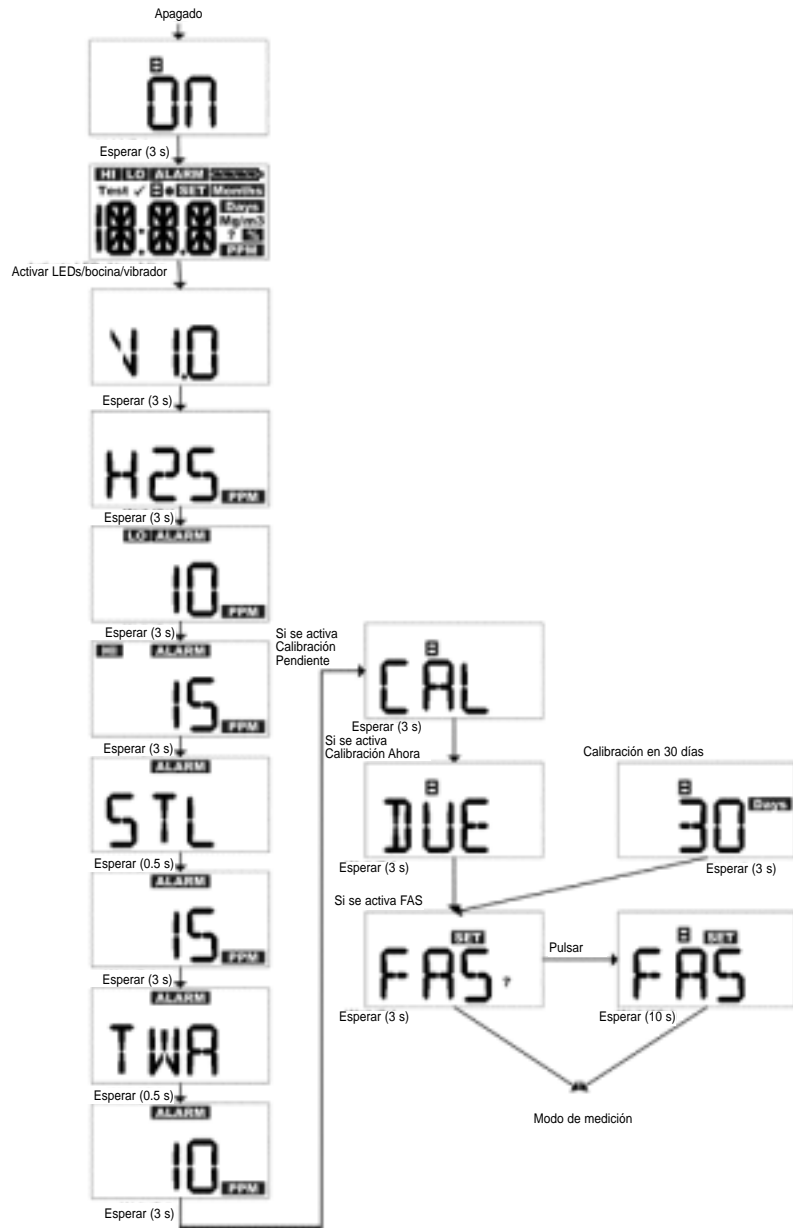 Apagado
ON
Esperar (3 s)
HI LO ALARM
Test ✓ SET Months
Days
18:8.8 Mg/m3
? %
PPM
Activar LEDs/bocina/vibrador
V 1.0
Esperar (3 s)
H2S PPM
Esperar (3 s)
LO ALARM
10 PPM
Esperar (3 s)
HI ALARM
15 PPM
Esperar (3 s)
ALARM
STL
Esperar (0.5 s)
ALARM
15 PPM
Esperar (3 s)
ALARM
TWA
Esperar (0.5 s)
ALARM
10 PPM
Esperar (3 s)
Si se activa
Calibración
Pendiente
CAL
Esperar (3 s)
Si se activa
Calibración Ahora
DUE
Esperar (3 s)
Calibración en 30 días
30 Days
Esperar (3 s)
Si se activa FAS
SET
FAS ?
Esperar (3 s)
Pulsar
SET
FAS
Esperar (10 s)
Modo de medición